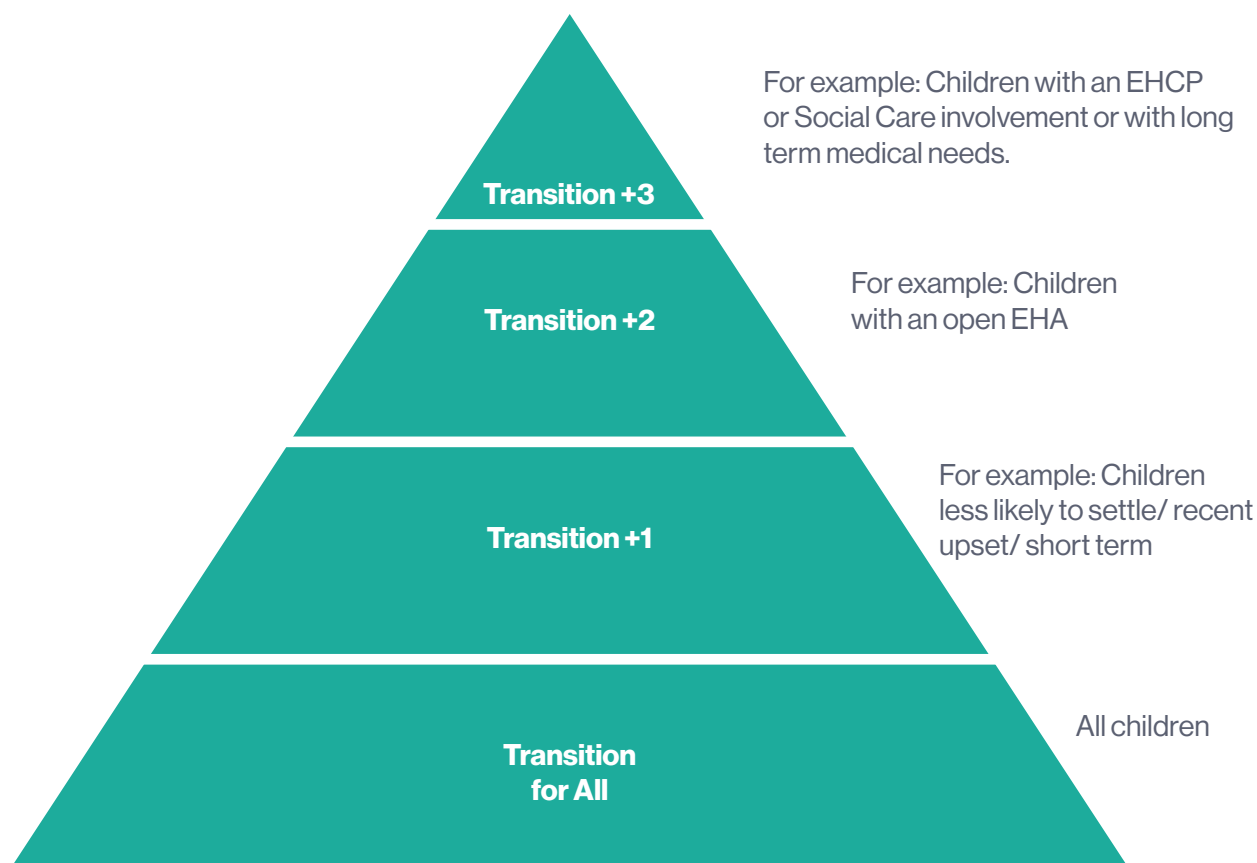 For example: Children with an EHCP
or Social Care involvement or with long
term medical needs.
Transition +3
For example: Children
with an open EHA
Transition +2
For example: Children
less likely to settle/ recent
upset/ short term
Transition +1
All children
Transition
for All